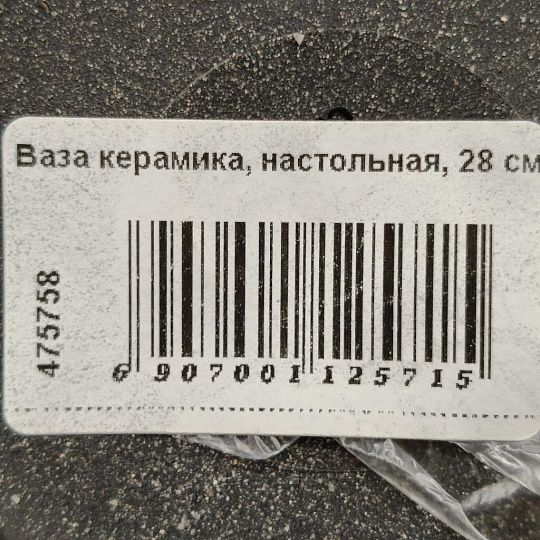 Ваза керамика, настольная, 28 см
475758
6 907001 125715